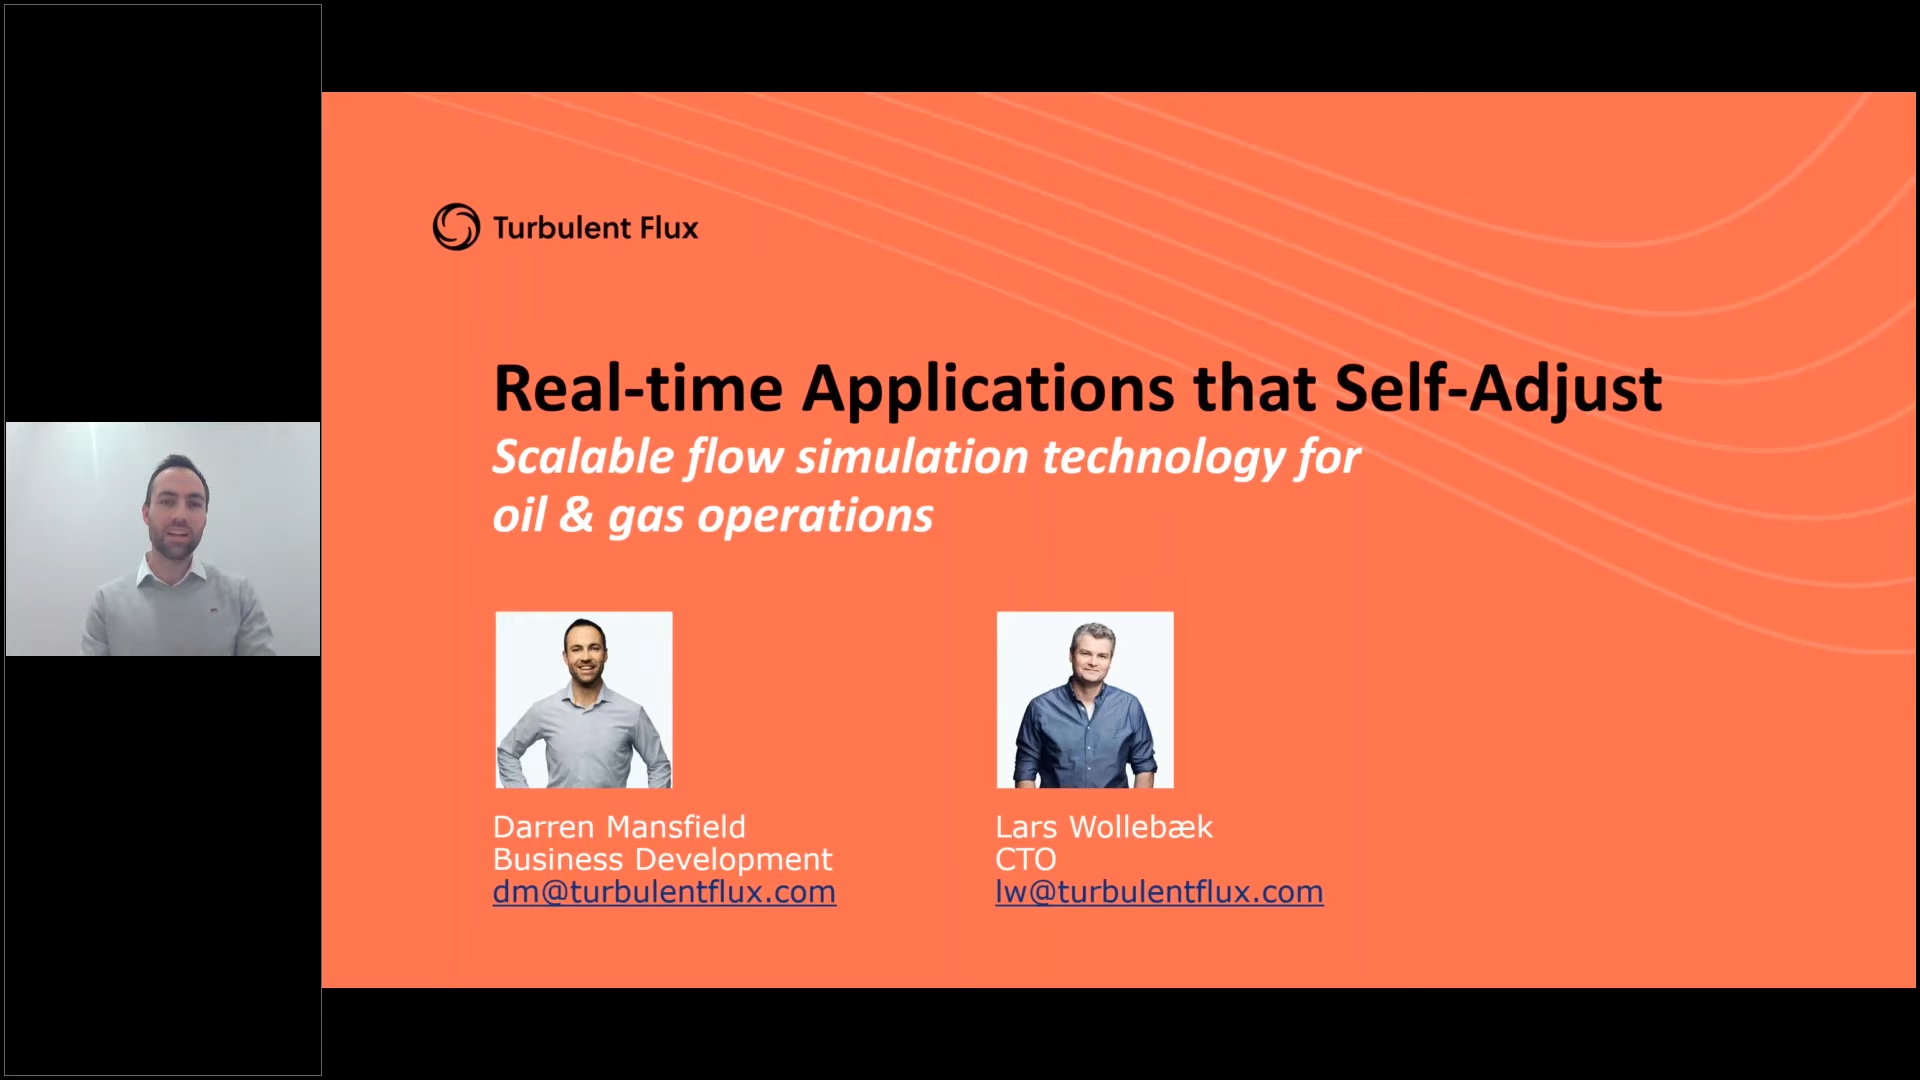 Turbulent Flux
Real-time Applications that Self-Adjust
Scalable flow simulation technology for
oil & gas operations
Darren Mansfield
Business Development
dm@turbulentflux.com
Lars Wollebæk
CTO
lw@turbulentflux.com